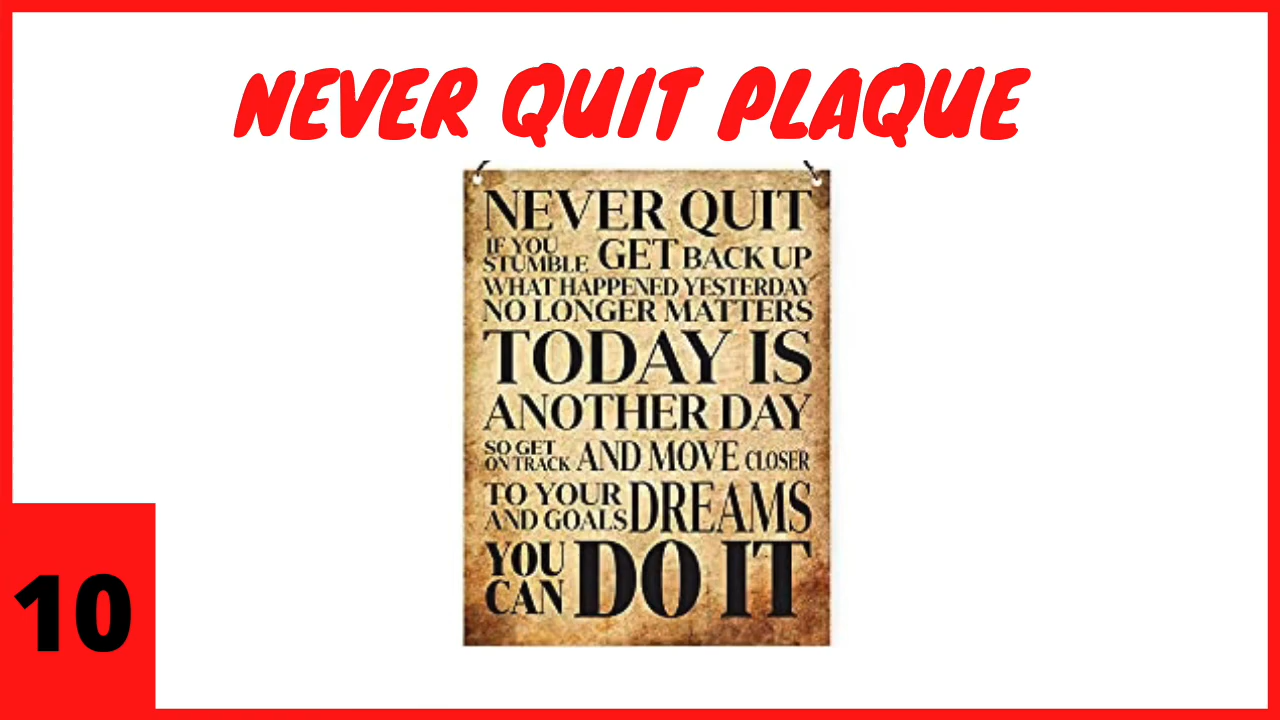 NEVER QUIT PLAQUE
NEVER QUIT
IF YOU
STUMBLE GET BACK UP
WHAT HAPPENED YESTERDAY
NO LONGER MATTERS
TODAY IS
ANOTHER DAY
SO GET
ON TRACK AND MOVE CLOSER
TO YOUR
AND GOALS DREAMS
YOU
CAN DO IT
10